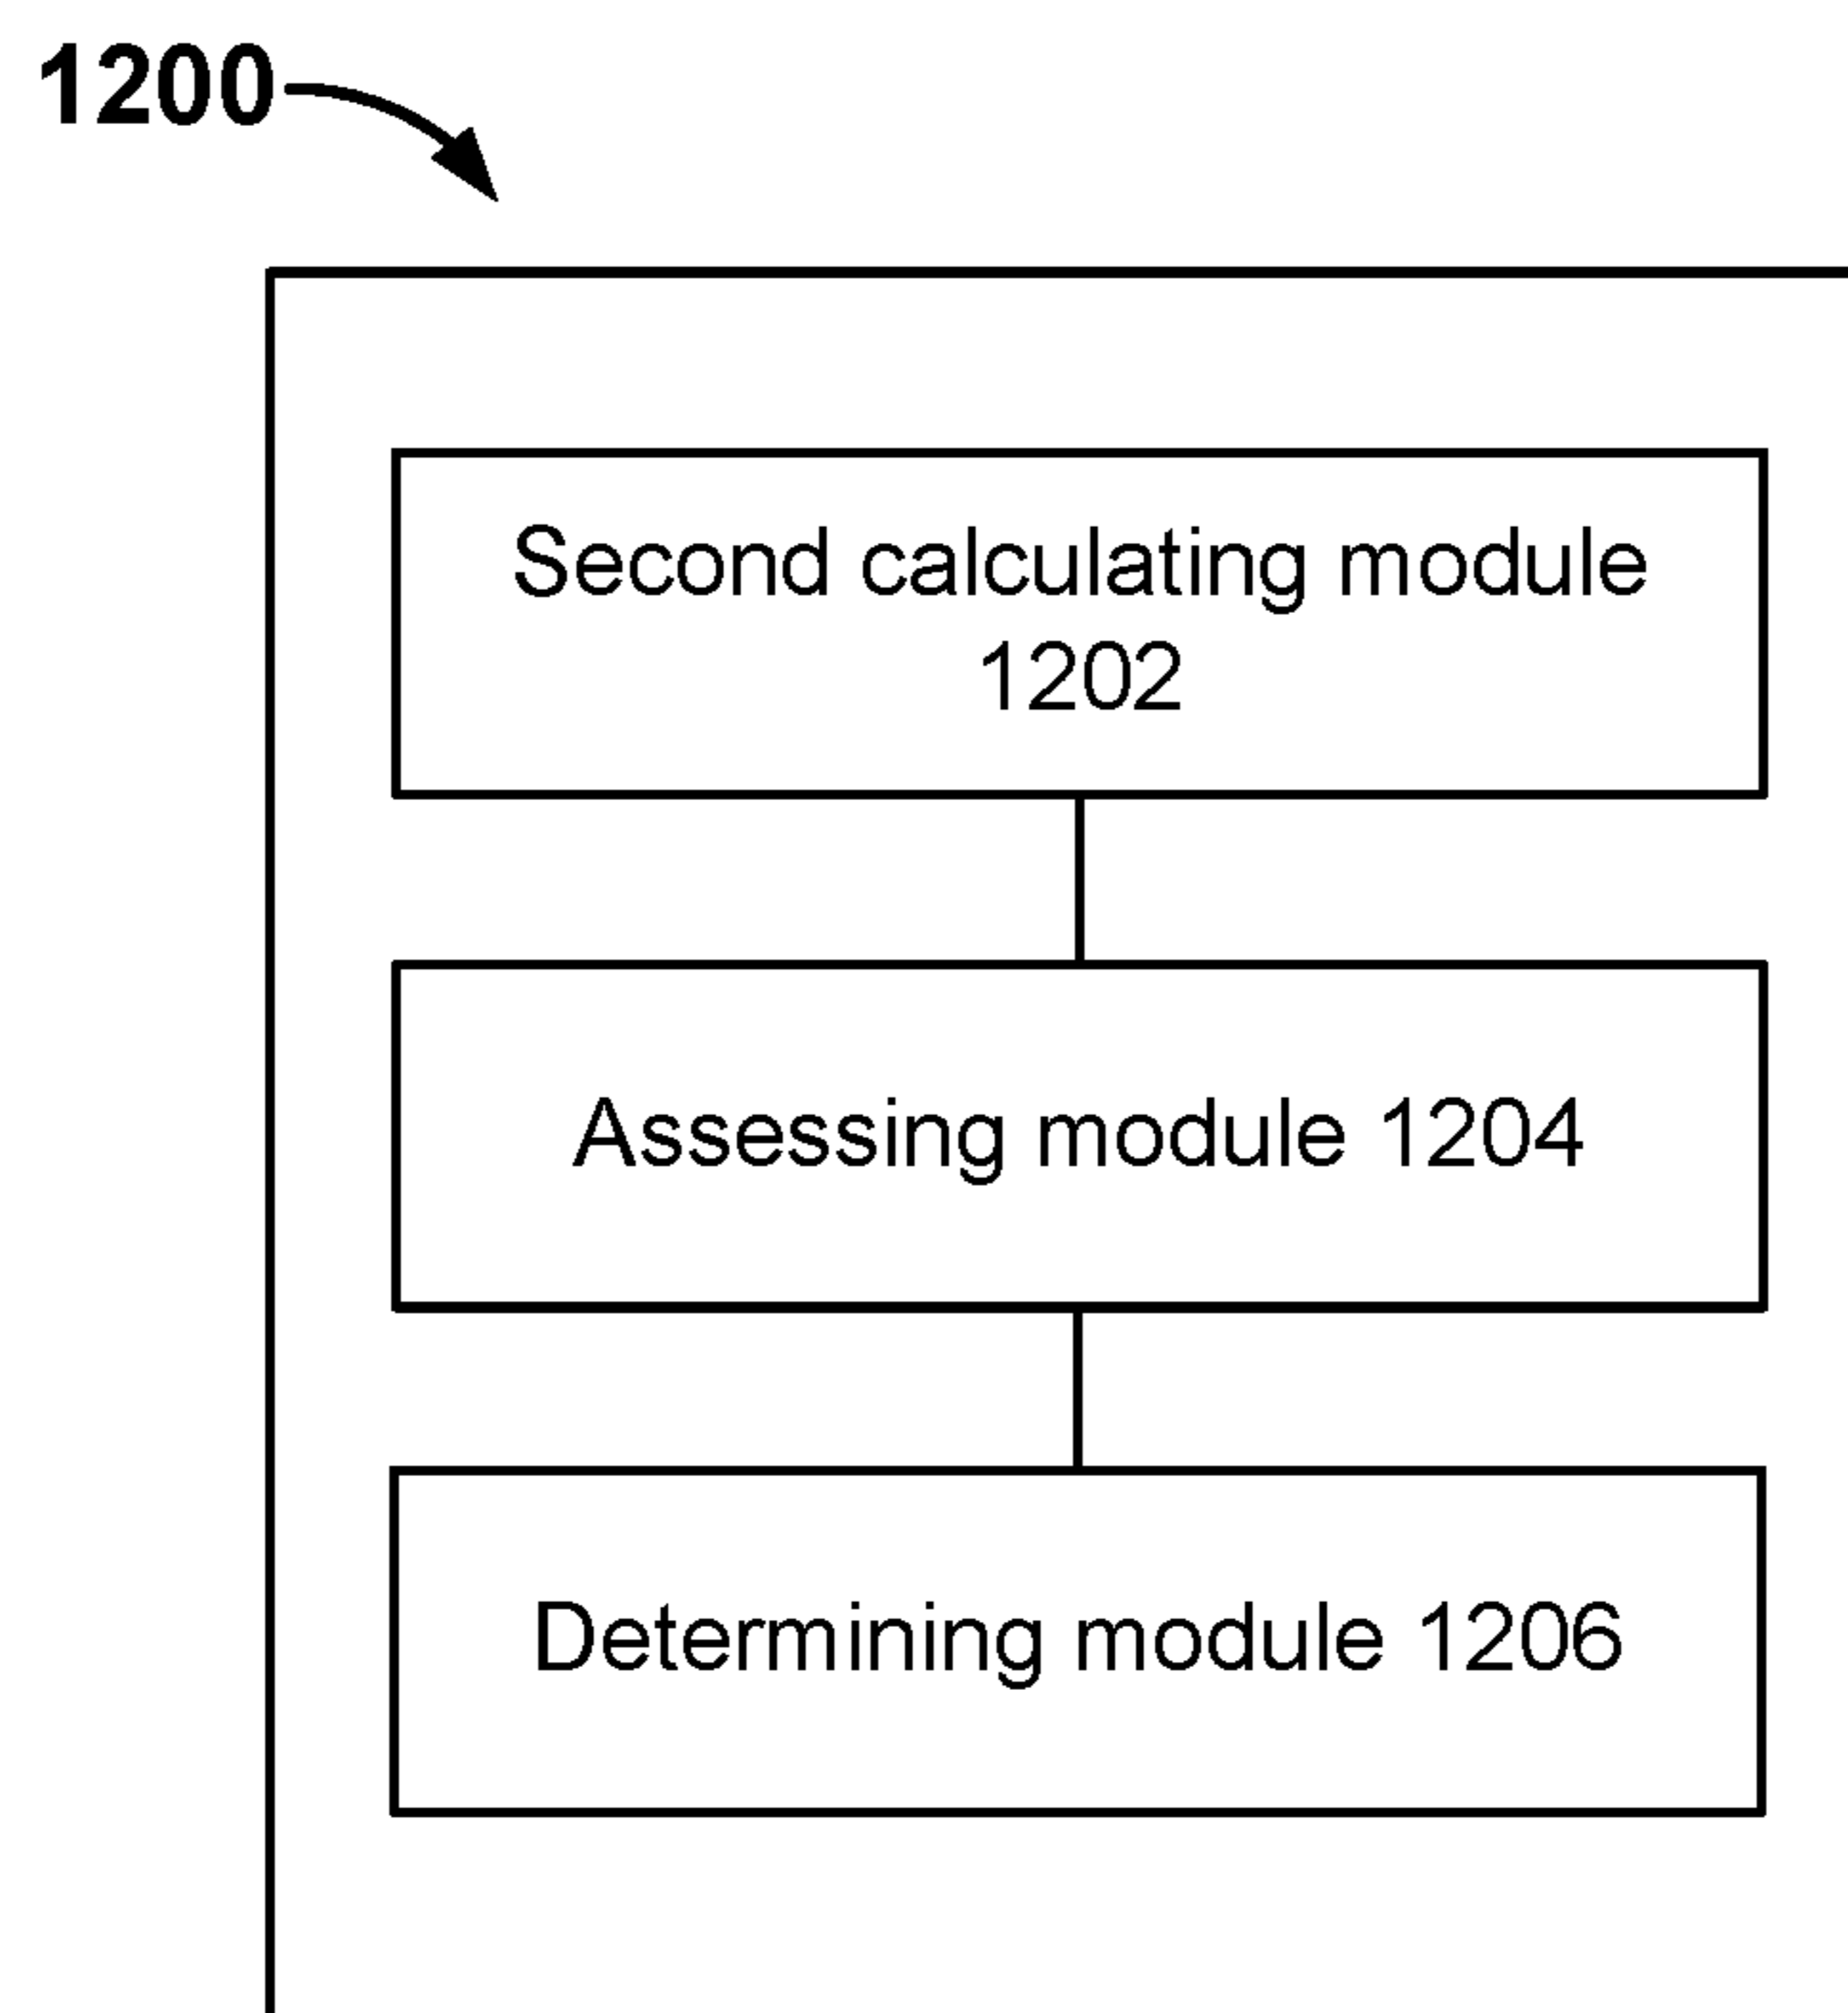 1200
Second calculating module
1202
Assessing module 1204
Determining module 1206